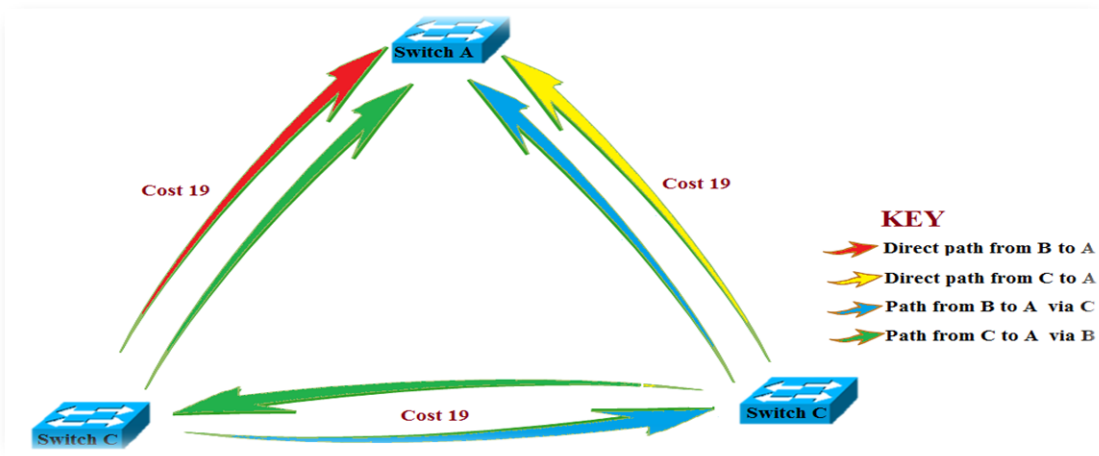 Switch A
Cost 19
Cost 19
KEY
Direct path from B to A
Direct path from C to A
Path from B to A via C
Path from C to A via B
Switch C
Cost 19
Switch C